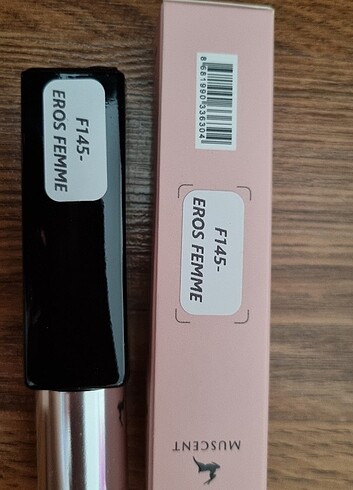 F145-
EROS FEMME
8681990336304
F145-
EROS FEMME
MUSCENT